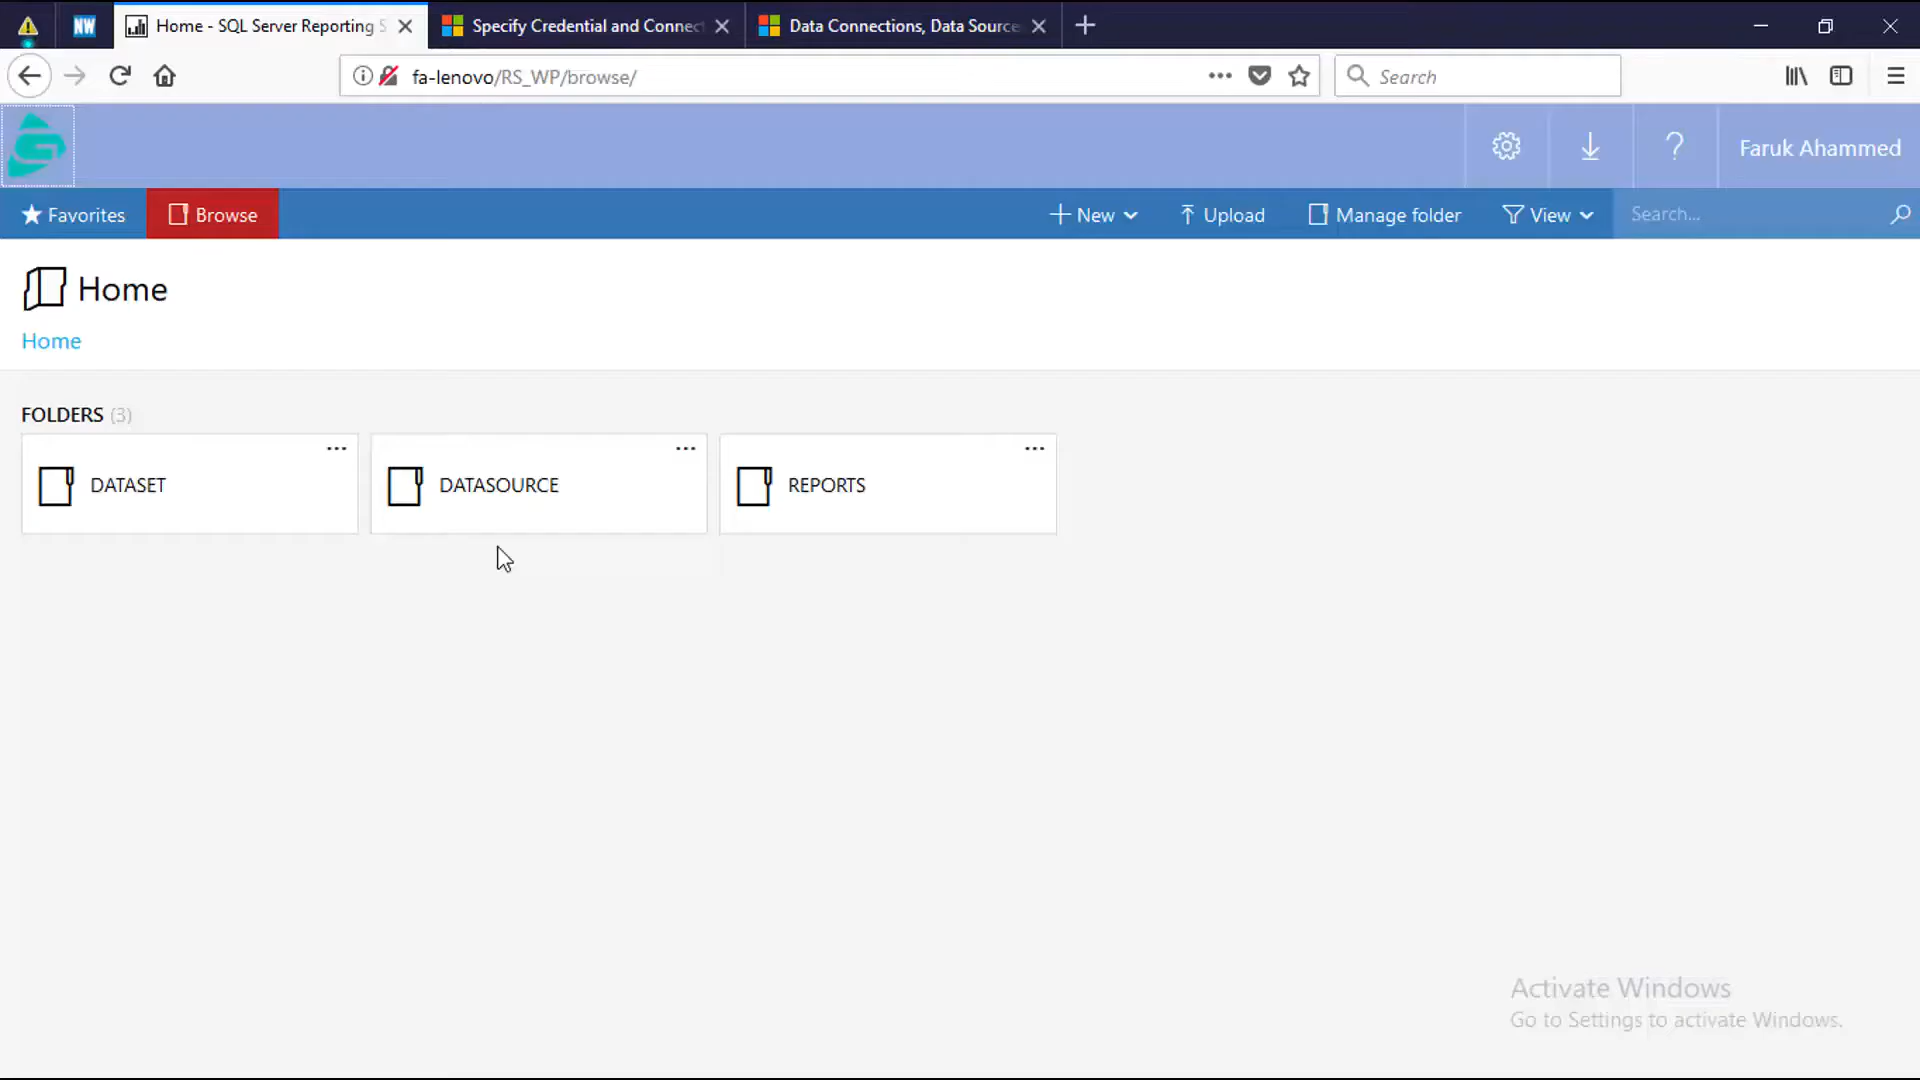 NW
Home - SQL Server Reporting S
Specify Credential and Connect
Data Connections, Data Source
fa-lenovo/RS_WP/browse/
Search
Faruk Ahammed
Favorites
Browse
New
Upload
Manage folder
View
Search...
Home
Home
FOLDERS (3)
DATASET
DATASOURCE
REPORTS
Activate Windows
Go to Settings to activate Windows.